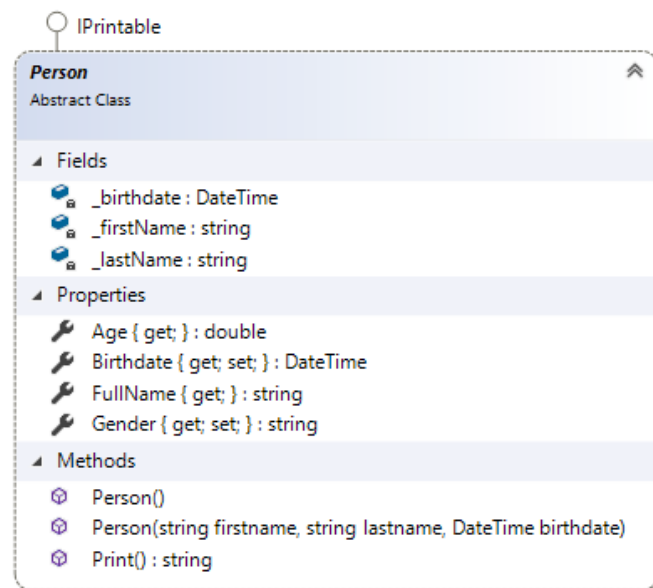 IPrintable
Person
Abstract Class
Fields
_birthdate : DateTime
_firstName : string
_lastName : string
Properties
Age { get; } : double
Birthdate { get; set; } : DateTime
FullName { get; } : string
Gender { get; set; } : string
Methods
Person()
Person(string firstname, string lastname, DateTime birthdate)
Print() : string